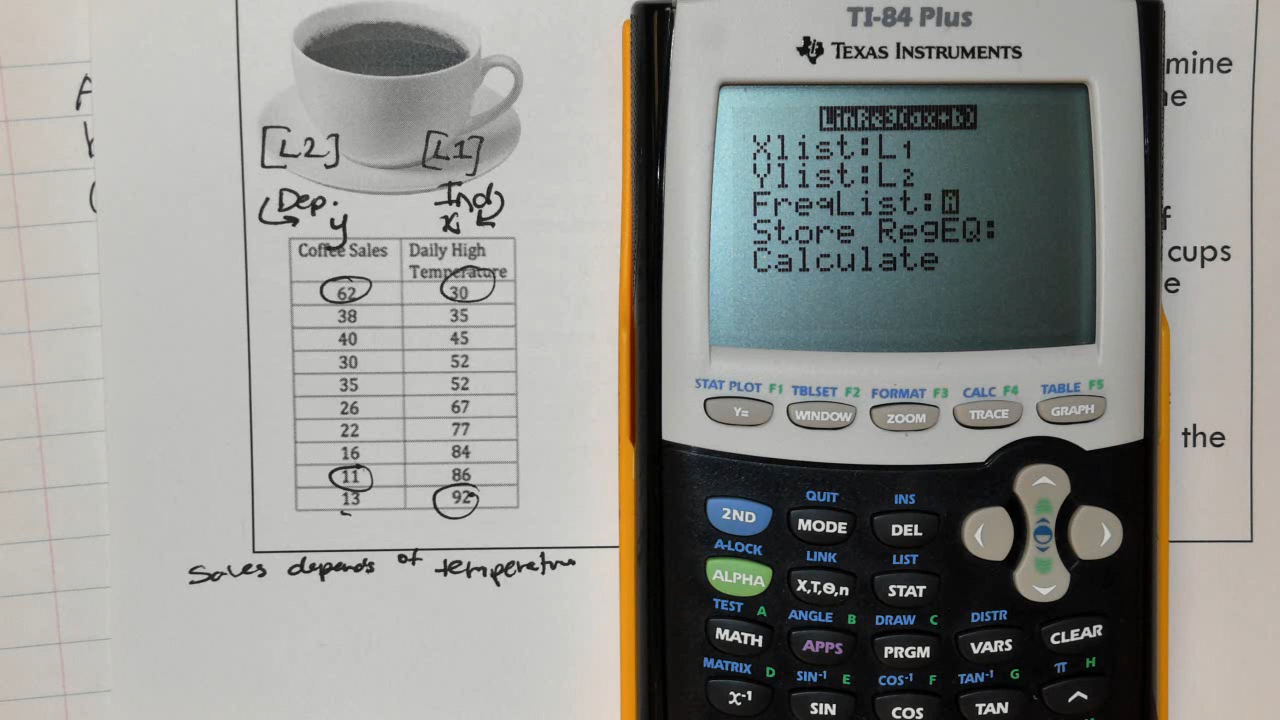 TI-84 Plus
TEXAS INSTRUMENTS
LinReg(ax+b)
Xlist:L1
Ylist:L2
FreqList:
Store RegEQ:
Calculate
[L2] [L1]
Dep. Ind
y x
Coffee Sales Daily High Temperature
62 30
38 35
40 45
30 52
35 52
26 67
22 77
16 84
11 86
13 92
Sales depends of temperature
mine
cups
e
the
STAT PLOT F1 TBLSET F2 FORMAT F3 CALC F4 TABLE F5
Y= WINDOW ZOOM TRACE GRAPH
QUIT INS
2ND MODE DEL
A-LOCK LINK LIST
ALPHA X,T,Θ,n STAT
TEST A ANGLE B DRAW C DISTR
MATH APPS PRGM VARS CLEAR
MATRIX D SIN⁻¹ E COS⁻¹ F TAN⁻¹ G π H
x⁻¹ SIN COS TAN ^